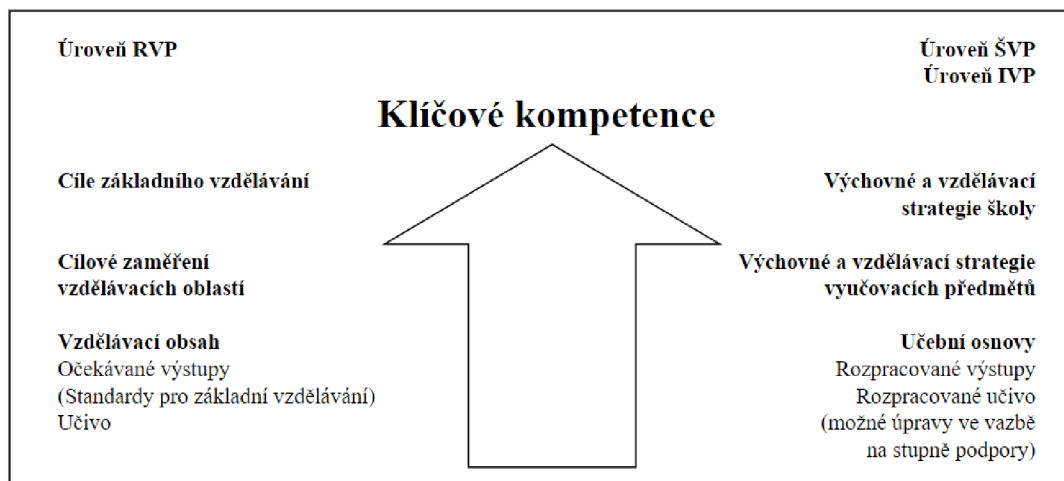 Úroveň RVP
Úroveň ŠVP
Úroveň IVP
Klíčové kompetence
Cíle základního vzdělávání
Výchovné a vzdělávací
strategie školy
Cílové zaměření
vzdělávacích oblastí
Výchovné a vzdělávací strategie
vyučovacích předmětů
Vzdělávací obsah
Očekávané výstupy
(Standardy pro základní vzdělávání)
Učivo
Učební osnovy
Rozpracované výstupy
Rozpracované učivo
(možné úpravy ve vazbě
na stupně podpory)